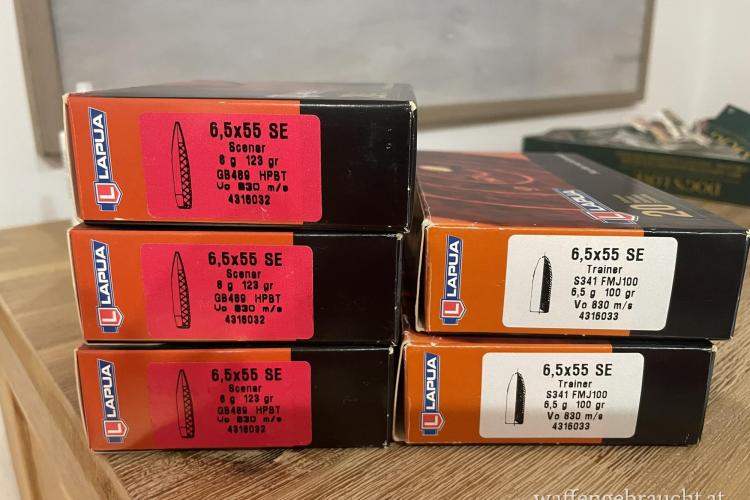 LAPUA
6,5x55 SE
Scenar
8 g 123 gr
GB489 HPBT
Vo 830 m/s
4316032
LAPUA
6,5x55 SE
Scenar
8 g 123 gr
GB489 HPBT
Vo 830 m/s
4316032
LAPUA
6,5x55 SE
Scenar
8 g 123 gr
GB489 HPBT
Vo 830 m/s
4316032
LAPUA
20
LAPUA
6,5x55 SE
Trainer
S341 FMJ100
6,5 g 100 gr
Vo 830 m/s
4316033
LAPUA
6,5x55 SE
Trainer
S341 FMJ100
6,5 g 100 gr
Vo 830 m/s
4316033
waffengebraucht.at